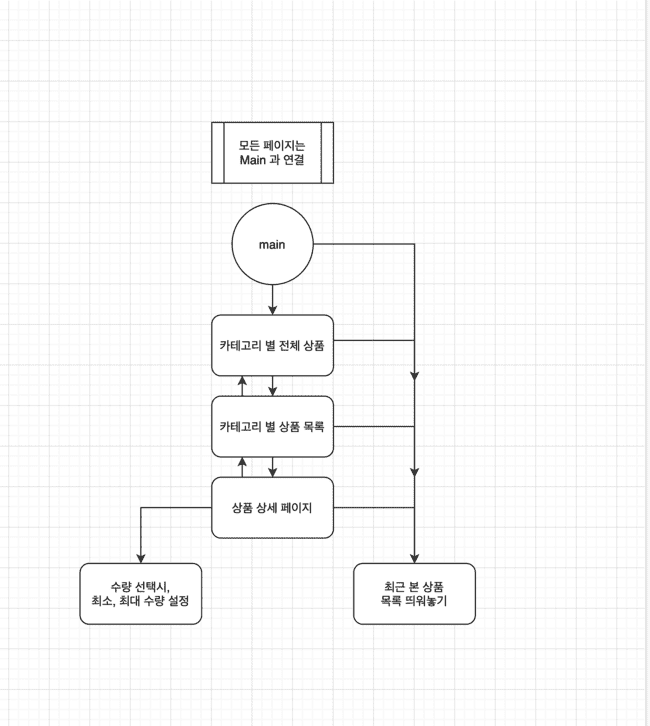 모든 페이지는
Main 과 연결
main
카테고리 별 전체 상품
카테고리 별 상품 목록
상품 상세 페이지
수량 선택시,
최소, 최대 수량 설정
최근 본 상품
목록 띄워놓기